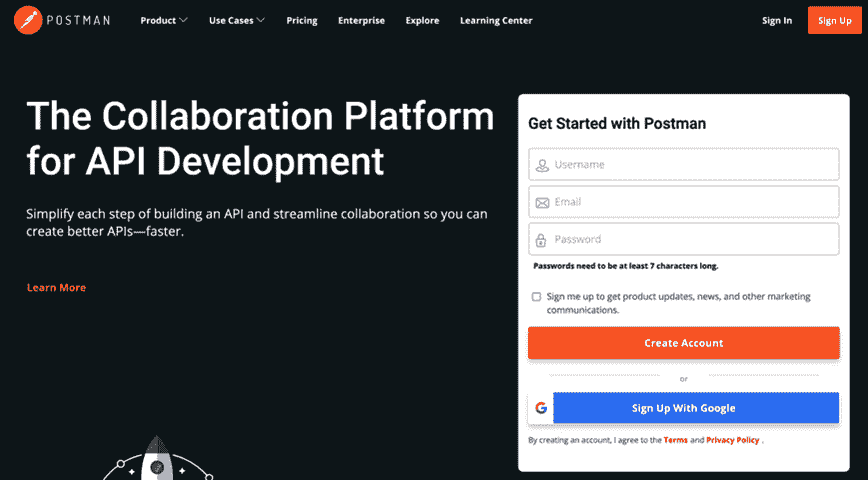 POSTMAN
Product
Use Cases
Pricing
Enterprise
Explore
Learning Center
Sign In
Sign Up
The Collaboration Platform
for API Development
Simplify each step of building an API and streamline collaboration so you can
create better APIs—faster.
Learn More
Get Started with Postman
Username
Email
Password
Passwords need to be at least 7 characters long.
Sign me up to get product updates, news, and other marketing
communications.
Create Account
or
Sign Up With Google
By creating an account, I agree to the Terms and Privacy Policy .